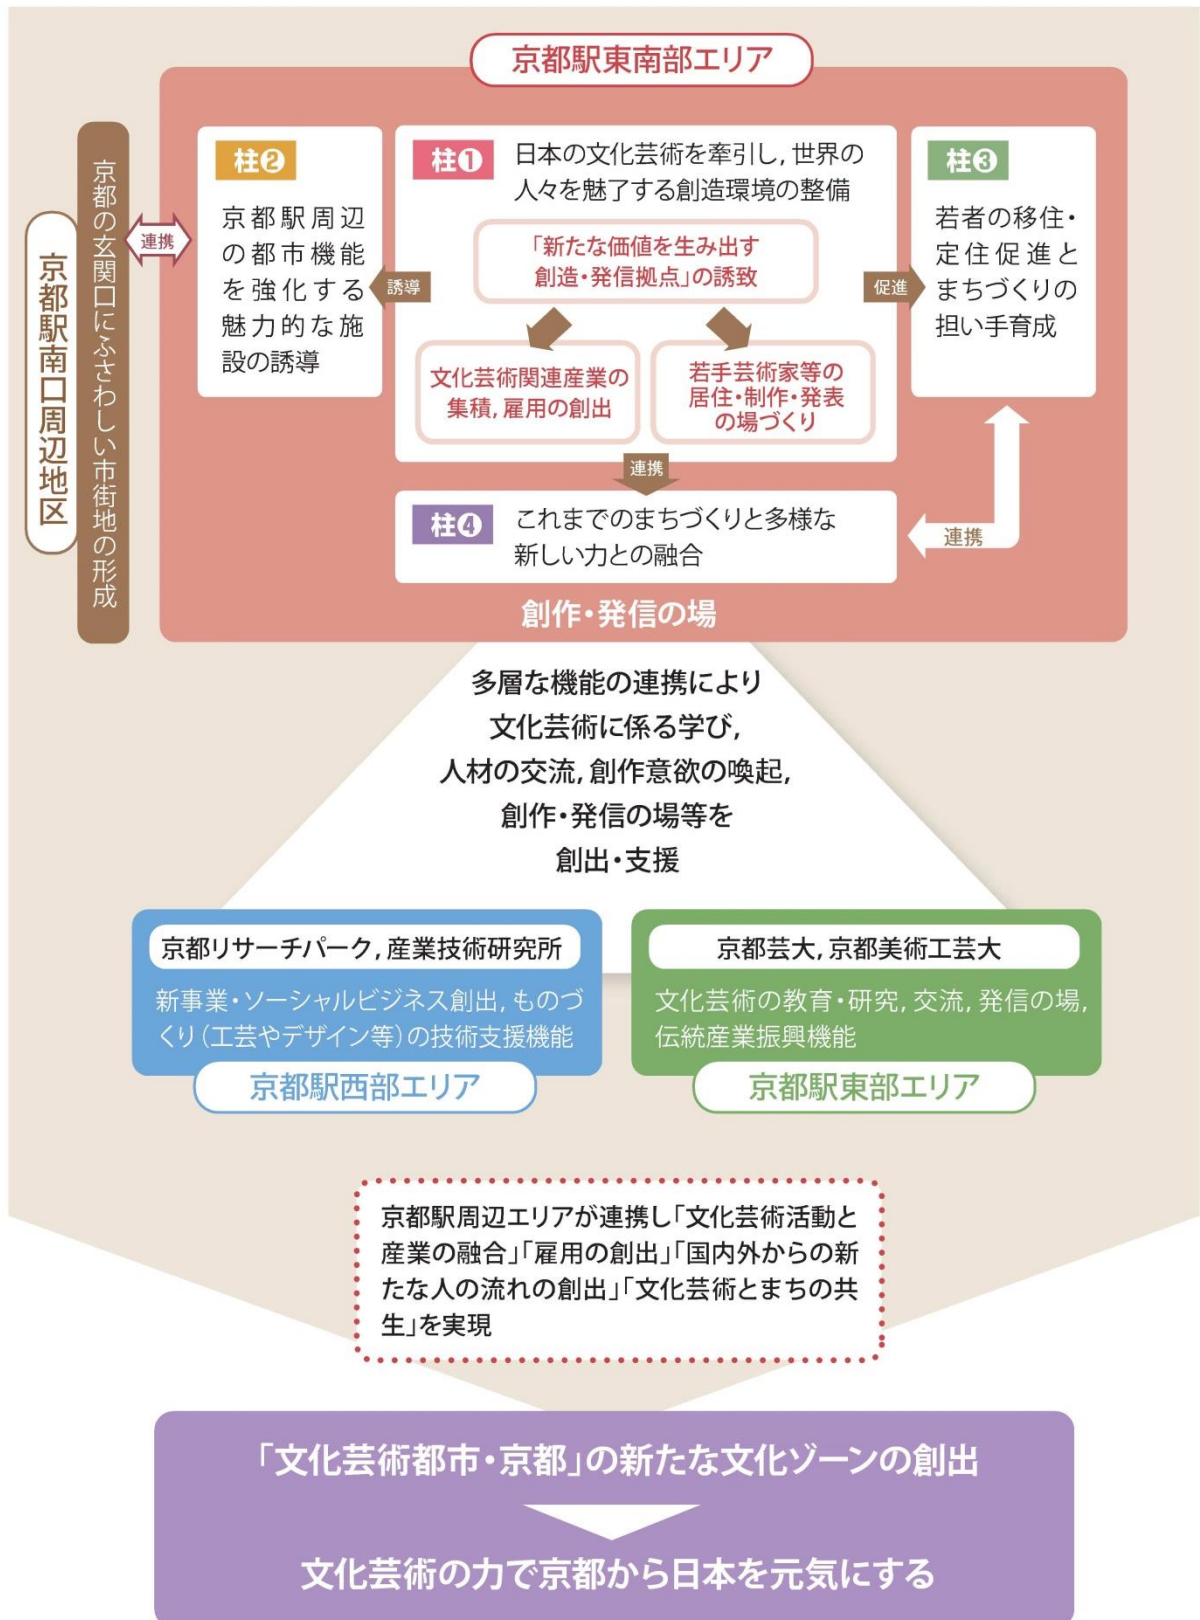 京都駅東南部エリア
京都駅南口周辺地区
京都の玄関口にふさわしい市街地の形成
連携
柱❷
京都駅周辺
の都市機能
を強化する
魅力的な施
設の誘導
誘導
柱❶
日本の文化芸術を牽引し,世界の
人々を魅了する創造環境の整備
「新たな価値を生み出す
創造・発信拠点」の誘致
文化芸術関連産業の
集積,雇用の創出
若手芸術家等の
居住・制作・発表
の場づくり
促進
柱❸
若者の移住・
定住促進と
まちづくりの
担い手育成
連携
柱❹
これまでのまちづくりと多様な
新しい力との融合
連携
創作・発信の場
多層な機能の連携により
文化芸術に係る学び,
人材の交流,創作意欲の喚起,
創作・発信の場等を
創出・支援
京都リサーチパーク,産業技術研究所
新事業・ソーシャルビジネス創出,ものづ
くり(工芸やデザイン等)の技術支援機能
京都駅西部エリア
京都芸大,京都美術工芸大
文化芸術の教育・研究,交流,発信の場,
伝統産業振興機能
京都駅東部エリア
京都駅周辺エリアが連携し「文化芸術活動と
産業の融合」「雇用の創出」「国内外からの新
たな人の流れの創出」「文化芸術とまちの共
生」を実現
「文化芸術都市・京都」の新たな文化ゾーンの創出
文化芸術の力で京都から日本を元気にする